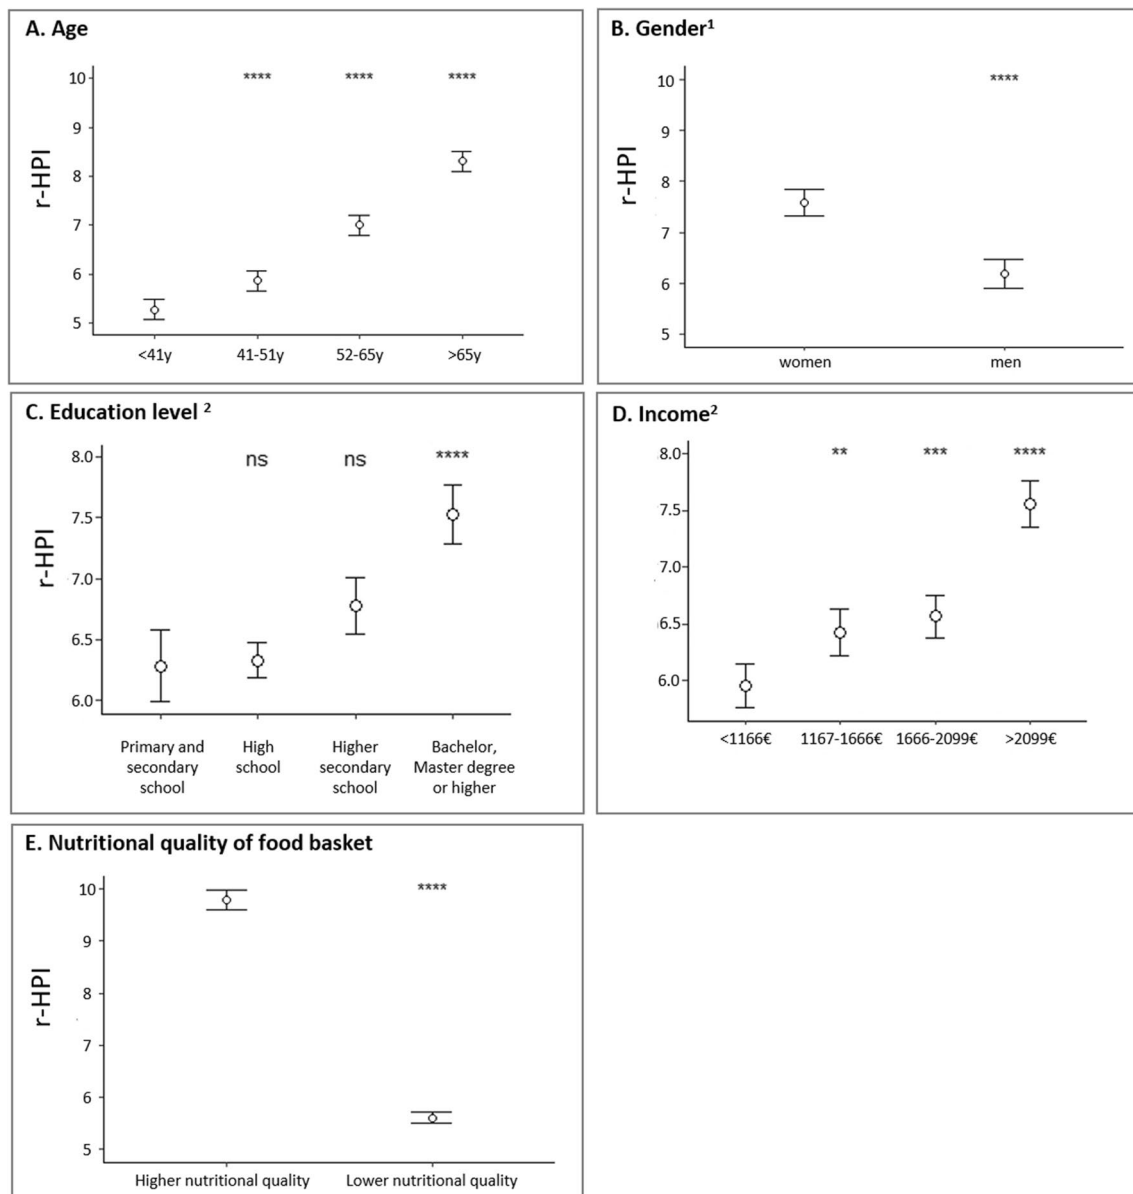 A. Age
r-HPI
10
9
8
7
6
5
**** **** ****
<41y 41-51y 52-65y >65y
B. Gender¹
r-HPI
10
9
8
7
6
5
****
women men
C. Education level ²
r-HPI
8.0
7.5
7.0
6.5
6.0
ns ns ****
Primary and secondary school
High school
Higher secondary school
Bachelor, Master degree or higher
D. Income²
8.0
7.5
7.0
6.5
6.0
** *** ****
<1166€ 1167-1666€ 1666-2099€ >2099€
E. Nutritional quality of food basket
r-HPI
10
9
8
7
6
5
****
Higher nutritional quality Lower nutritional quality